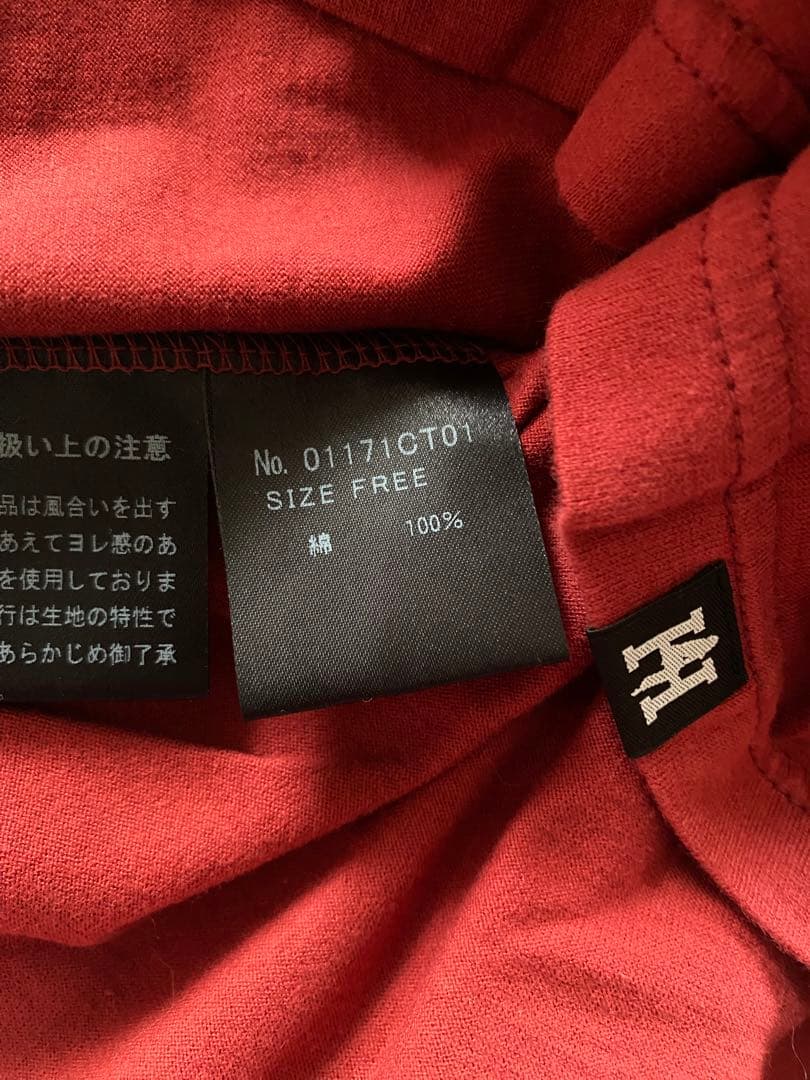 扱い上の注意
品は風合いを出す
あえてヨレ感のあ
を使用しておりま
行は生地の特性で
あらかじめ御了承
No. 01171CT01
SIZE FREE
綿 100%
H